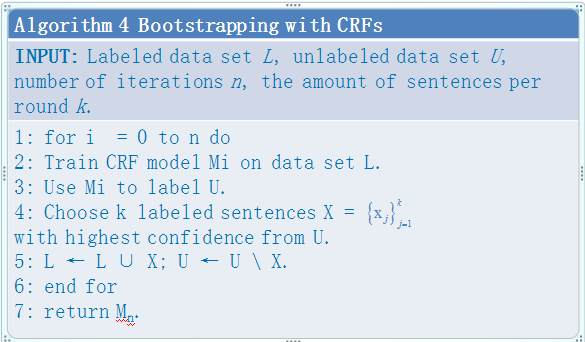 Algorithm 4 Bootstrapping with CRFs
INPUT: Labeled data set L, unlabeled data set U,
number of iterations n, the amount of sentences per
round k.
1: for i  = 0 to n do
2: Train CRF model Mi on data set L.
3: Use Mi to label U.
4: Choose k labeled sentences X = {x_j}_{j=1}^k
with highest confidence from U.
5: L ← L ∪ X; U ← U \ X.
6: end for
7: return M_n.